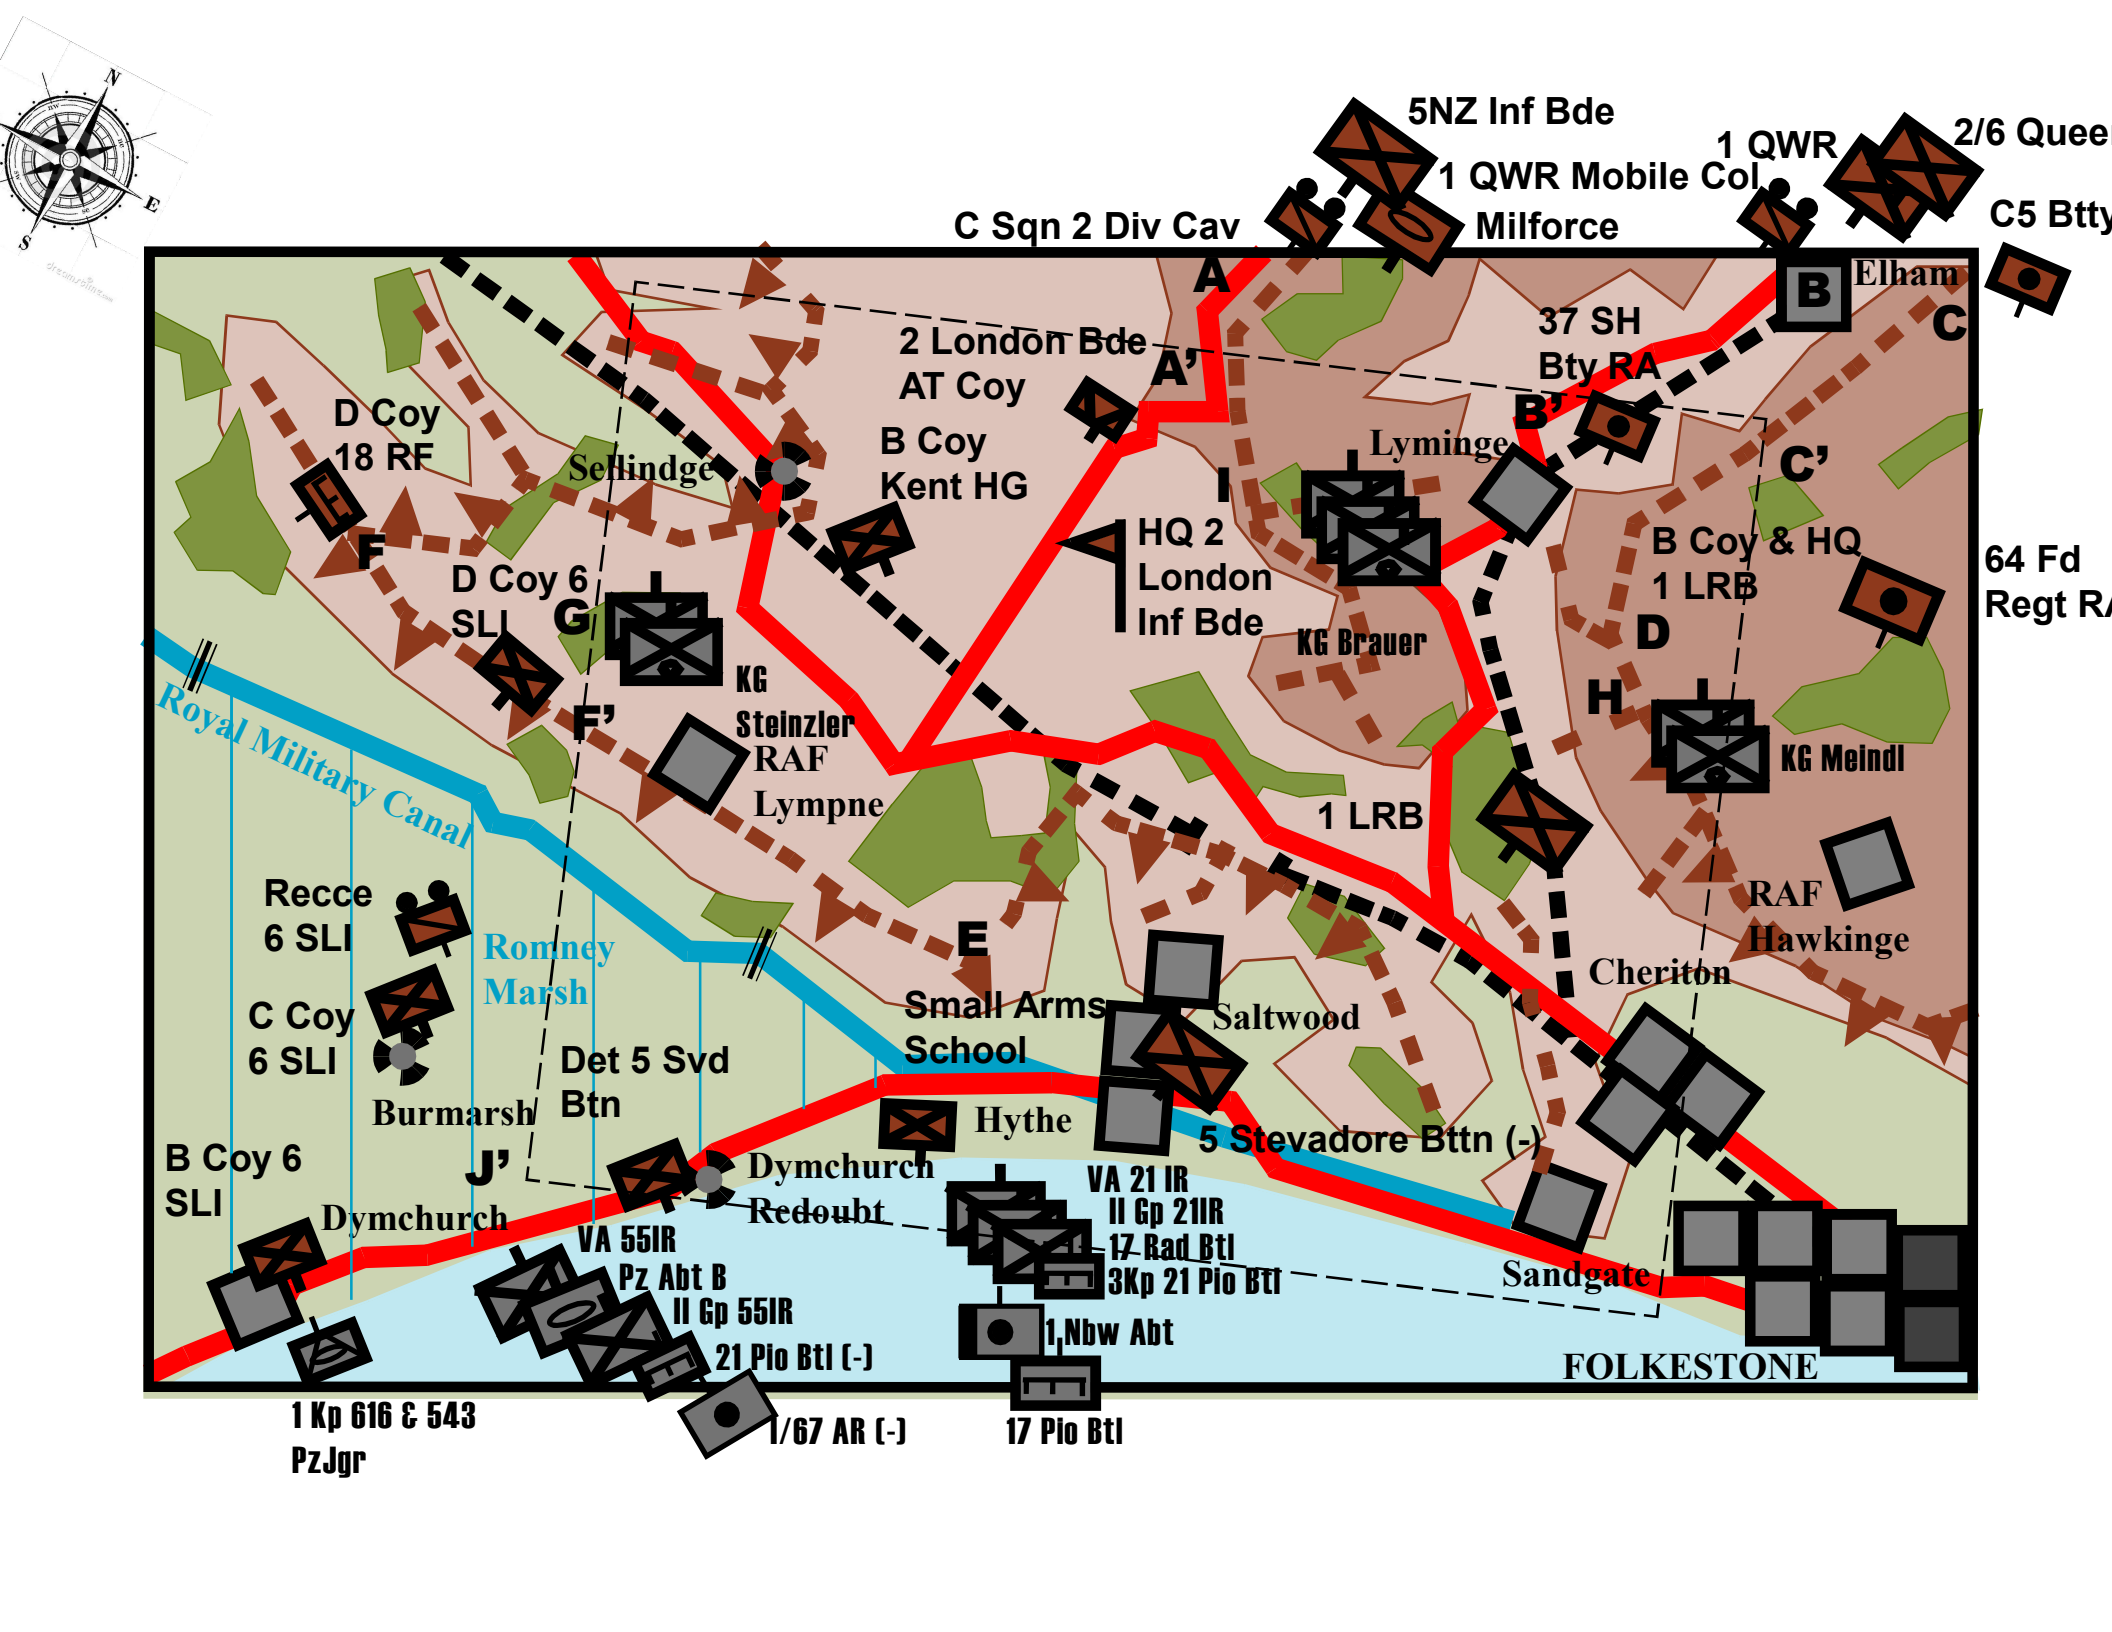 N
E
S
dreamstime.com
5NZ Inf Bde
1 QWR
1 QWR Mobile Col
C Sqn 2 Div Cav
Milforce
C5 Btty
A
B
Elham
C
37 SH
Bty RA
2 London Bde
AT Coy
A’
B’
C’
D Coy
18 RF
Sellindge
B Coy
Kent HG
Lyminge
I
F
HQ 2
London
Inf Bde
B Coy & HQ
1 LRB
64 Fd
Regt RA
D Coy 6
SLI
G
KG Brauer
D
H
KG
Steinzler
F’
RAF
Lympne
Royal Military Canal
KG Meindl
1 LRB
Recce
6 SLI
Romney
Marsh
E
RAF
Hawkinge
Cheriton
C Coy
6 SLI
Small Arms
School
Saltwood
Det 5 Svd
Btn
Burmarsh
Hythe
5 Stevadore Bttn (-)
B Coy 6
SLI
J’
Dymchurch
Dymchurch
Redoubt
VA 21 IR
II Gp 21IR
17 Rad Btl
3Kp 21 Pio Btl
VA 55IR
Pz Abt B
II Gp 55IR
21 Pio Btl (-)
1 Nbw Abt
Sandgate
FOLKESTONE
1 Kp 616 & 543
PzJgr
I/67 AR (-)
17 Pio Btl